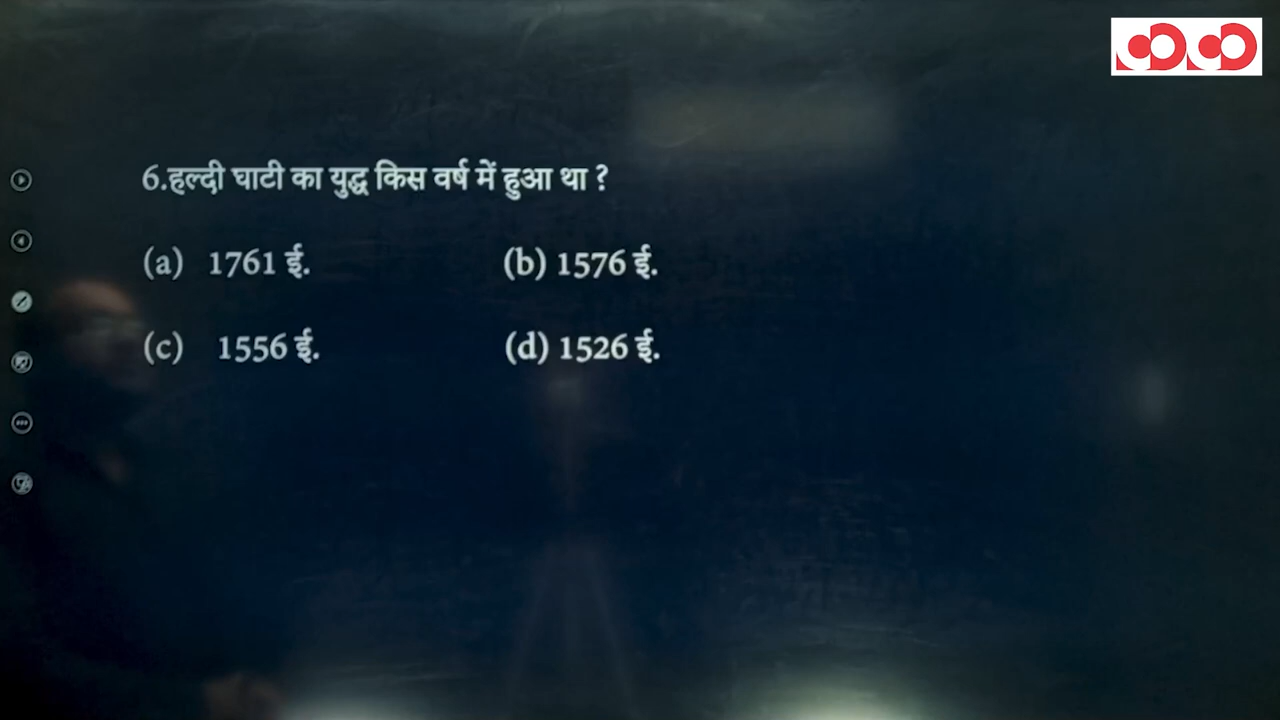 6.हल्दी घाटी का युद्ध किस वर्ष में हुआ था ?
(a) 1761 ई. (b) 1576 ई.
(c) 1556 ई. (d) 1526 ई.